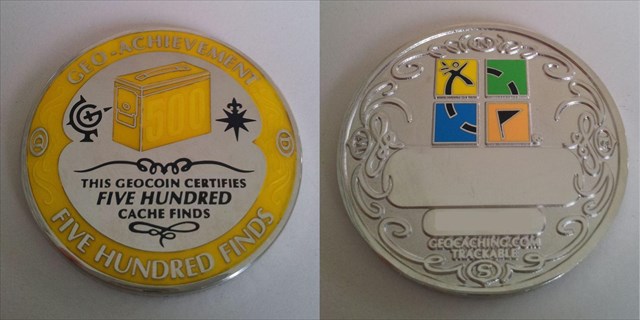 GEO-ACHIEVEMENT
500
THIS GEOCOIN CERTIFIES
FIVE HUNDRED
CACHE FINDS
FIVE HUNDRED FINDS
GEOCACHING.COM
TRACKABLE
S